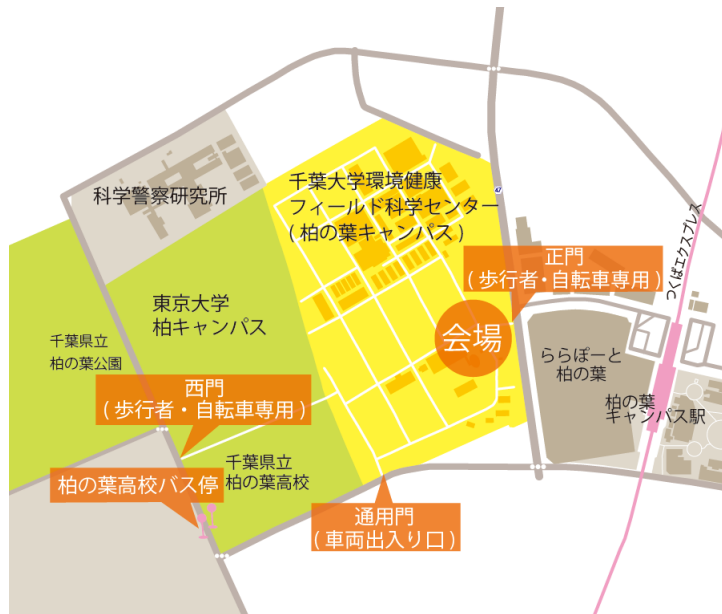 科学警察研究所
千葉大学環境健康
フィールド科学センター
(柏の葉キャンパス)
47
つくばエクスプレス
正門
(歩行者・自転車専用)
東京大学
柏キャンパス
会場
千葉県立
柏の葉公園
ららぽーと
柏の葉
西門
(歩行者・自転車専用)
柏の葉
キャンパス駅
千葉県立
柏の葉高校
柏の葉高校バス停
通用門
(車両出入り口)